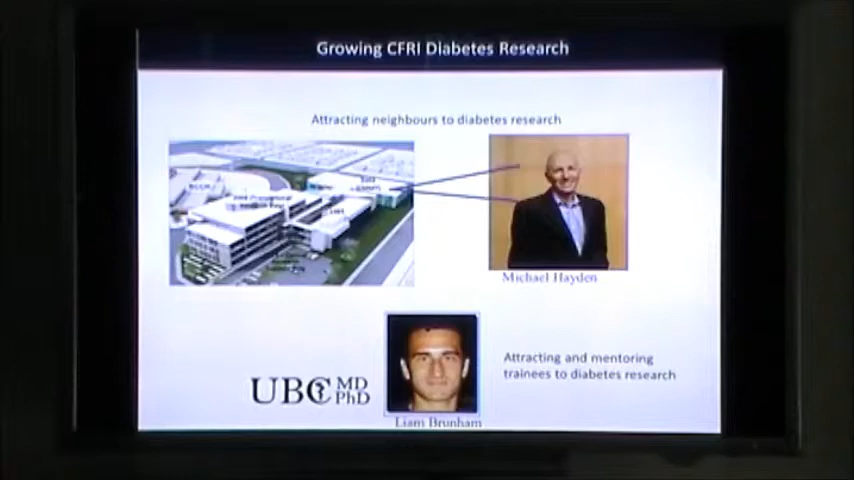 Growing CFRI Diabetes Research
Attracting neighbours to diabetes research
Michael Hayden
Attracting and mentoring
trainees to diabetes research
UBC MD
PhD
Liam Brunham